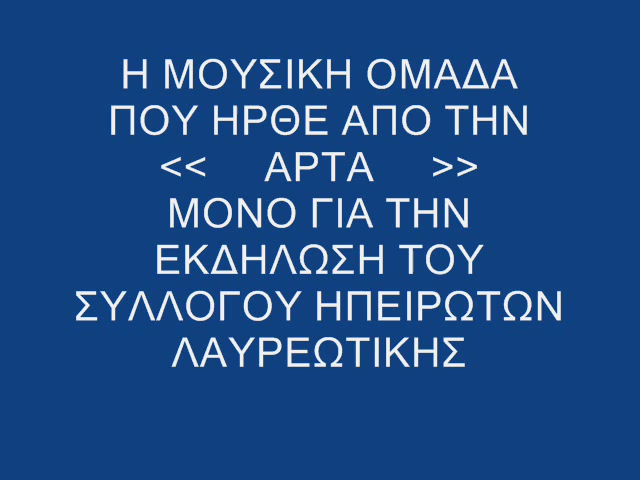 Η ΜΟΥΣΙΚΗ ΟΜΑΔΑ
ΠΟΥ ΗΡΘΕ ΑΠΟ ΤΗΝ
<< ΑΡΤΑ >>
ΜΟΝΟ ΓΙΑ ΤΗΝ
ΕΚΔΗΛΩΣΗ ΤΟΥ
ΣΥΛΛΟΓΟΥ ΗΠΕΙΡΩΤΩΝ
ΛΑΥΡΕΩΤΙΚΗΣ